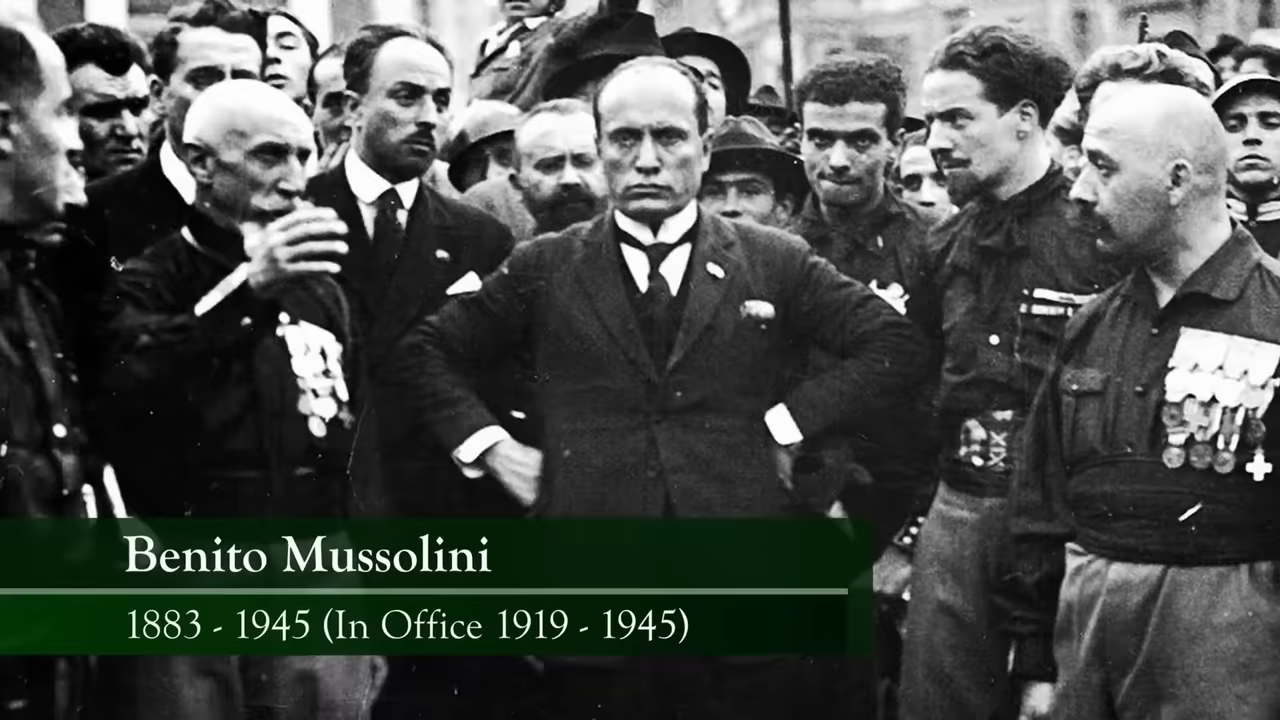 Benito Mussolini
1883 - 1945 (In Office 1919 - 1945)